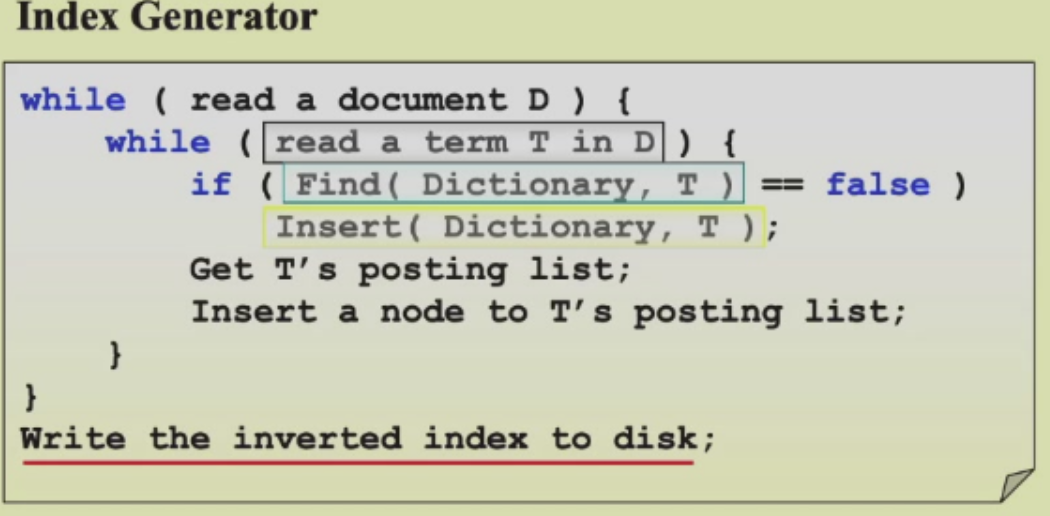 Index Generator
while ( read a document D ) {
    while ( read a term T in D ) {
        if ( Find( Dictionary, T ) == false )
            Insert( Dictionary, T );
        Get T’s posting list;
        Insert a node to T’s posting list;
    }
}
Write the inverted index to disk;